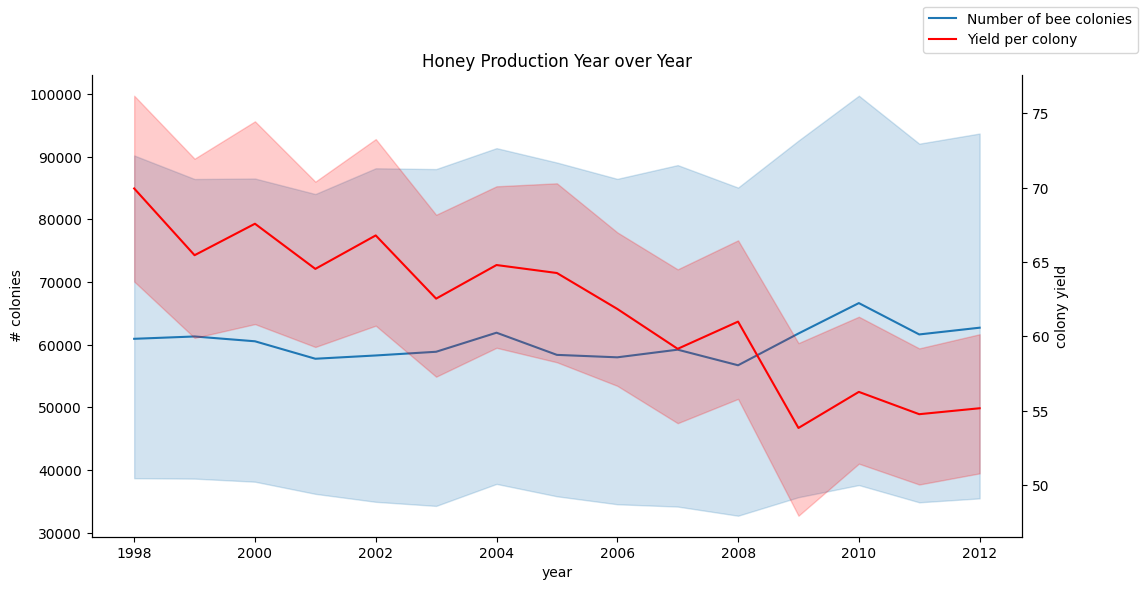 Number of bee colonies
Yield per colony
Honey Production Year over Year
100000
90000
80000
70000
60000
50000
40000
30000
# colonies
75
70
65
60
55
50
colony yield
1998 2000 2002 2004 2006 2008 2010 2012
year